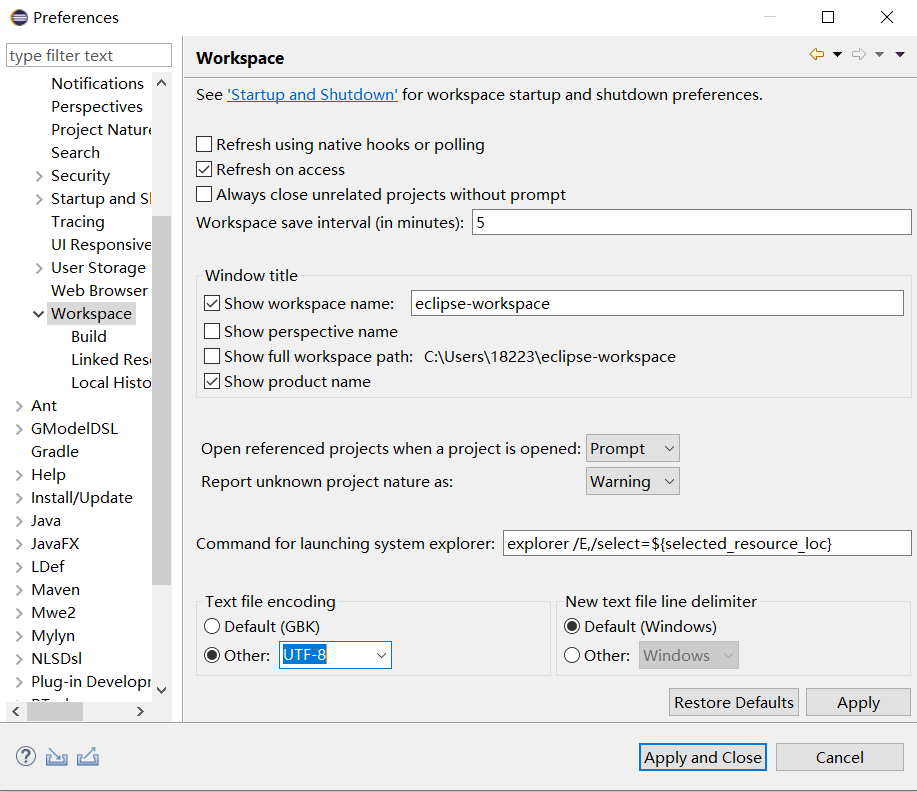 Preferences
type filter text
Notifications
Perspectives
Project Nature
Search
Security
Startup and Sh
Tracing
UI Responsive
User Storage
Web Browser
Workspace
Build
Linked Reso
Local Histo
Ant
GModelDSL
Gradle
Help
Install/Update
Java
JavaFX
LDef
Maven
Mwe2
Mylyn
NLSDsl
Plug-in Developm
Workspace
See 'Startup and Shutdown' for workspace startup and shutdown preferences.
Refresh using native hooks or polling
Refresh on access
Always close unrelated projects without prompt
Workspace save interval (in minutes): 5
Window title
Show workspace name: eclipse-workspace
Show perspective name
Show full workspace path: C:\Users\18223\eclipse-workspace
Show product name
Open referenced projects when a project is opened: Prompt
Report unknown project nature as: Warning
Command for launching system explorer: explorer /E,/select=${selected_resource_loc}
Text file encoding
Default (GBK)
Other: UTF-8
New text file line delimiter
Default (Windows)
Other: Windows
Restore Defaults Apply
Apply and Close Cancel